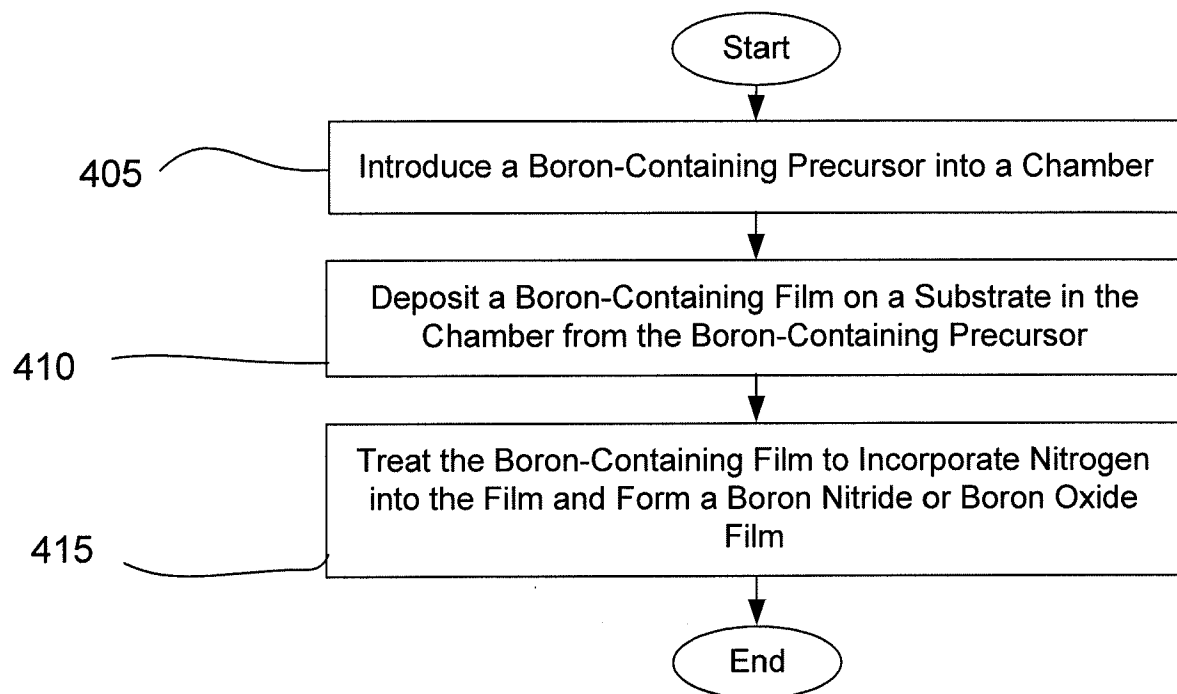 Start
405
Introduce a Boron-Containing Precursor into a Chamber
410
Deposit a Boron-Containing Film on a Substrate in the
Chamber from the Boron-Containing Precursor
415
Treat the Boron-Containing Film to Incorporate Nitrogen
into the Film and Form a Boron Nitride or Boron Oxide
Film
End